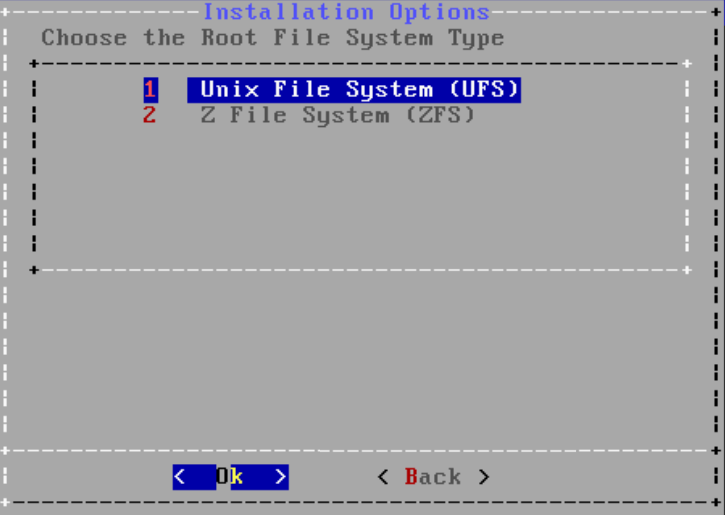 Installation Options
Choose the Root File System Type
1 Unix File System (UFS)
2 Z File System (ZFS)
< Ok > < Back >